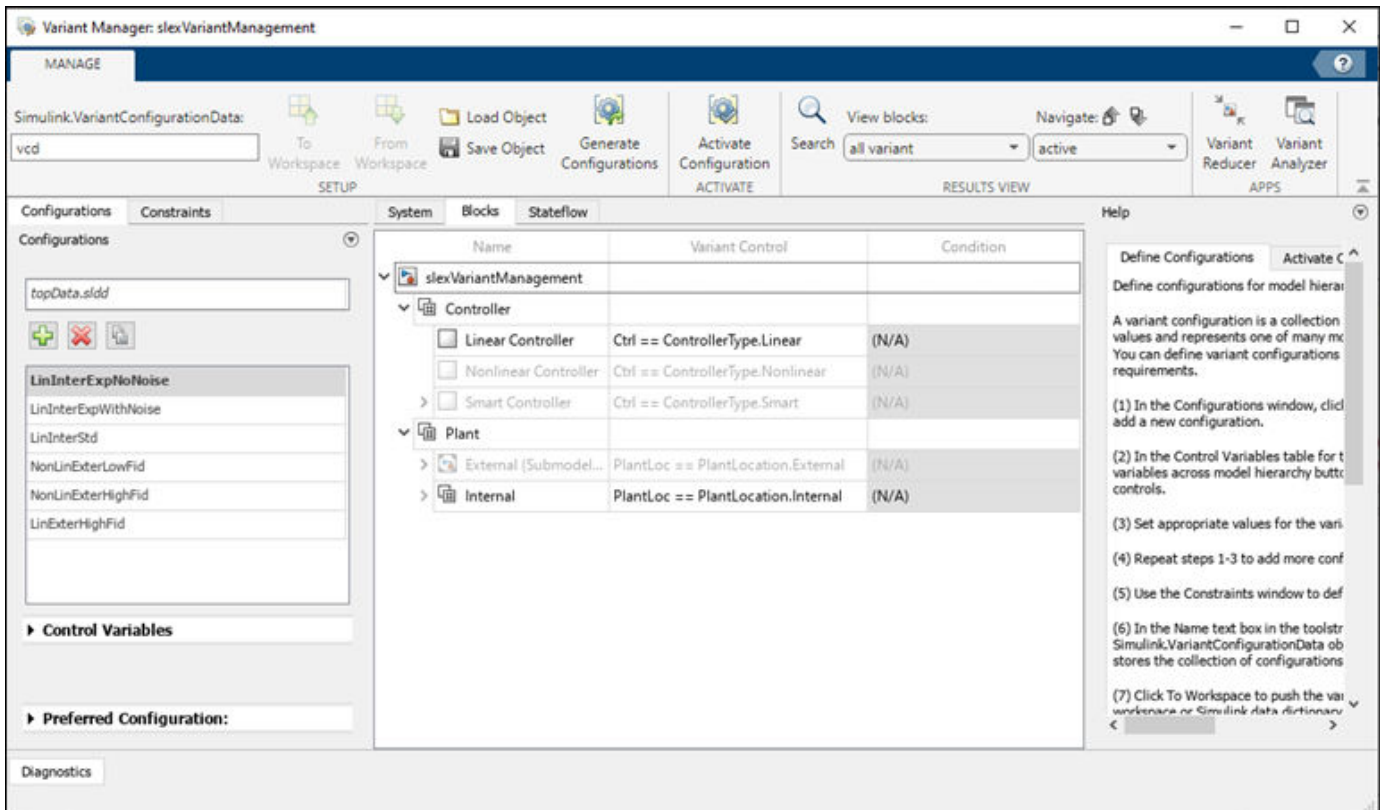 Variant Manager: slexVariantManagement
MANAGE
Simulink.VariantConfigurationData:
vcd
To Workspace
From Workspace
Load Object
Save Object
Generate Configurations
Activate Configuration
Search
View blocks:
all variant
Navigate:
active
Variant Reducer
Variant Analyzer
SETUP
ACTIVATE
RESULTS VIEW
APPS
Configurations
Constraints
Configurations
topData.sldd
LinInterExpNoNoise
LinInterExpWithNoise
LinInterStd
NonLinExterLowFid
NonLinExterHighFid
LinExterHighFid
Control Variables
Preferred Configuration:
System Blocks Stateflow
Name Variant Control Condition
slexVariantManagement
Controller
Linear Controller Ctrl == ControllerType.Linear (N/A)
Nonlinear Controller Ctrl == ControllerType.Nonlinear (N/A)
Smart Controller Ctrl == ControllerType.Smart (N/A)
Plant
External (Submodel... PlantLoc == PlantLocation.External (N/A)
Internal PlantLoc == PlantLocation.Internal (N/A)
Help
Define Configurations Activate C
Define configurations for model hierar
A variant configuration is a collection
values and represents one of many mo
You can define variant configurations
requirements.
(1) In the Configurations window, clicl
add a new configuration.
(2) In the Control Variables table for t
variables across model hierarchy butto
controls.
(3) Set appropriate values for the vari
(4) Repeat steps 1-3 to add more conf
(5) Use the Constraints window to def
(6) In the Name text box in the toolstr
Simulink.VariantConfigurationData ob
stores the collection of configurations
(7) Click To Workspace to push the var
workspace or Simulink data dictionary
Diagnostics